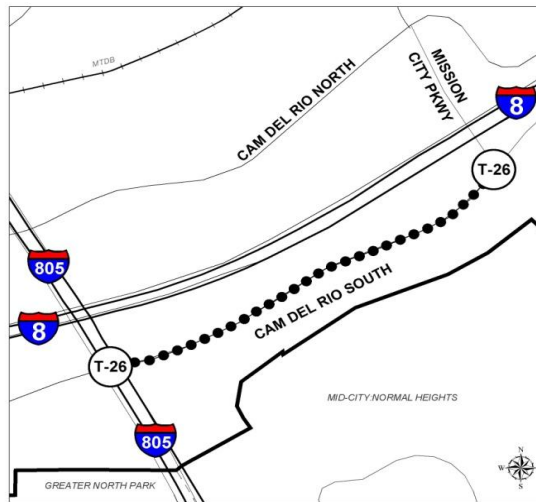 MTDB
CAM DEL RIO NORTH
MISSION
CITY PKWY
8
T-26
805
8
CAM DEL RIO SOUTH
T-26
MID-CITY:NORMAL HEIGHTS
805
GREATER NORTH PARK
N
W
E
S